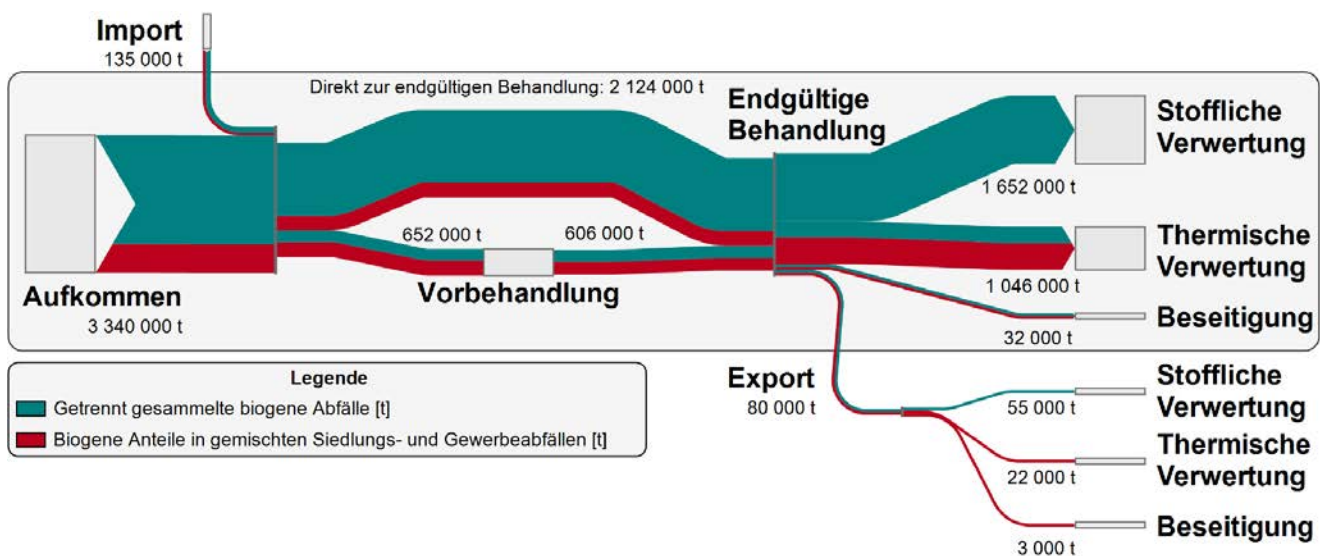 Import
135 000 t
Direkt zur endgültigen Behandlung: 2 124 000 t
Endgültige
Behandlung
Stoffliche
Verwertung
1 652 000 t
652 000 t
606 000 t
Thermische
Verwertung
1 046 000 t
Aufkommen
3 340 000 t
Vorbehandlung
Beseitigung
32 000 t
Legende
Getrennt gesammelte biogene Abfälle [t]
Biogene Anteile in gemischten Siedlungs- und Gewerbeabfällen [t]
Export
80 000 t
Stoffliche
Verwertung
55 000 t
Thermische
Verwertung
22 000 t
Beseitigung
3 000 t